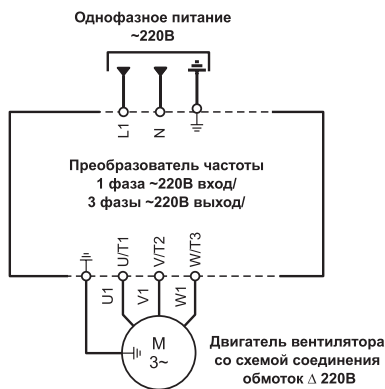 Однофазное питание
~220В
L1
N
Преобразователь частоты
1 фаза ~220В вход/
3 фазы ~220В выход/
U/T1
V/T2
W/T3
U1
V1
W1
M
3~
Двигатель вентилятора
со схемой соединения
обмоток Δ 220В